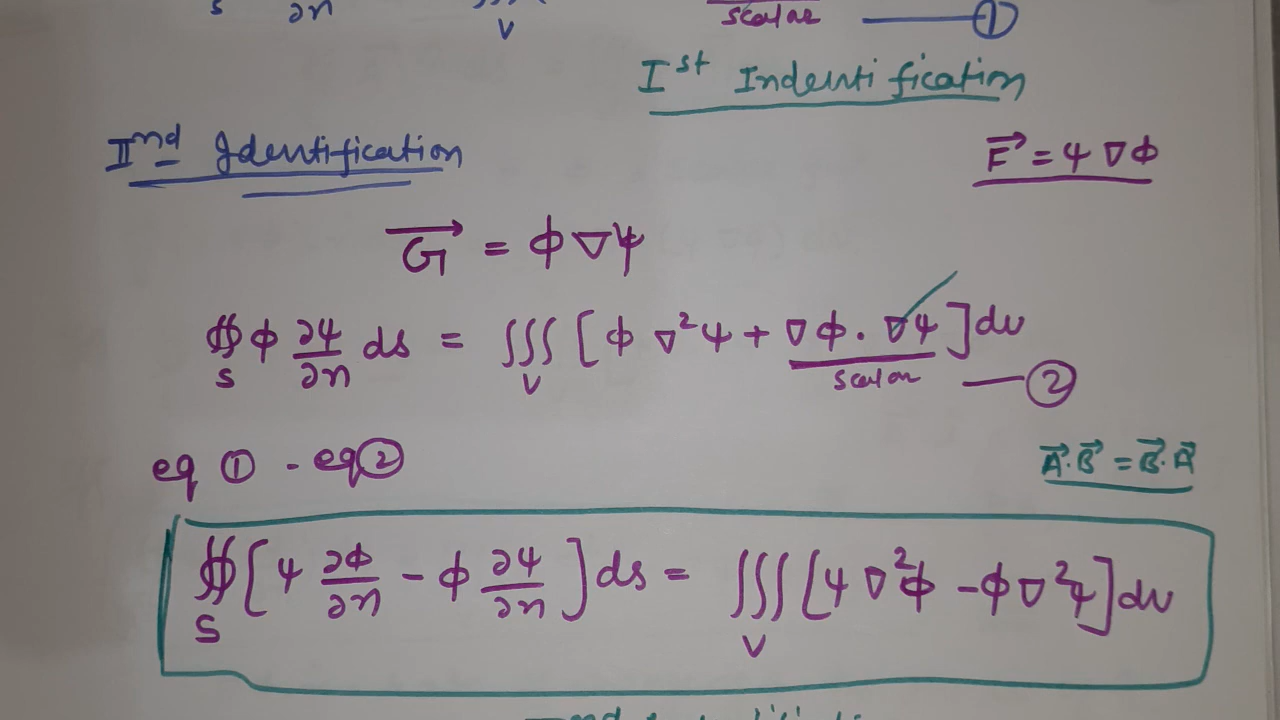 S ∂n V scalar ①
Ist Indentification
IInd Identification
F⃗ = ψ ∇ϕ
G⃗ = ϕ ∇ψ
∯ ϕ ∂ψ/∂n ds = ∭ [ϕ ∇²ψ + ∇ϕ . ∇ψ] dv
S V scalar — ②
eq ① - eq ②
A⃗.B⃗ = B⃗.A⃗
∯ [ψ ∂ϕ/∂n - ϕ ∂ψ/∂n] ds = ∭ [ψ ∇²ϕ - ϕ ∇²ψ] dv
S V